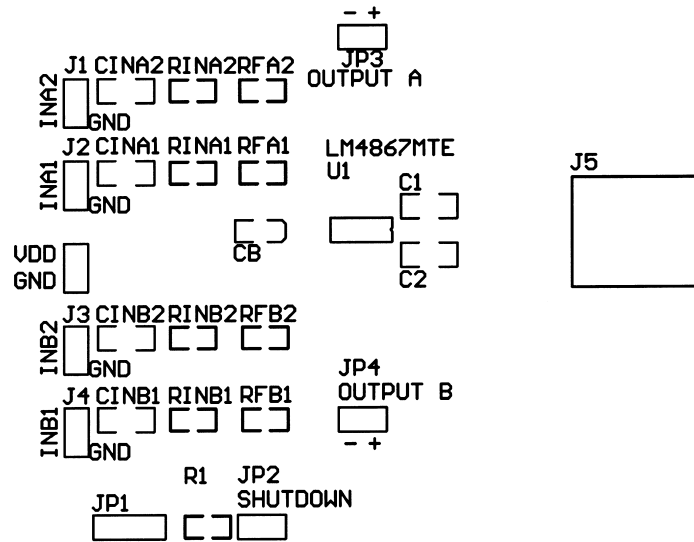 - +
JP3
OUTPUT A
J1 CINA2 RINA2 RFA2
INA2
GND
J2 CINA1 RINA1 RFA1
INA1
GND
LM4867MTE
U1
C1
J5
CB
C2
VDD
GND
J3 CINB2 RINB2 RFB2
INB2
GND
JP4
OUTPUT B
- +
J4 CINB1 RINB1 RFB1
INB1
GND
R1
JP2
SHUTDOWN
JP1